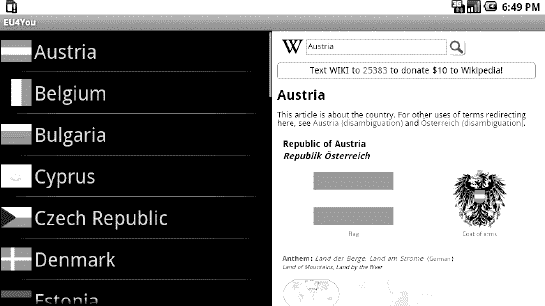 6:49 PM
EU4You
Austria
Belgium
Bulgaria
Cyprus
Czech Republic
Denmark
Estonia
W Austria
Text WIKI to 25383 to donate $10 to Wikipedia!
Austria
This article is about the country. For other uses of terms redirecting
here, see Austria (disambiguation) and Österreich (disambiguation).
Republic of Austria
Republik Österreich
Flag
Coat of arms
Anthem: Land der Berge, Land am Strome (German)
Land of Mountains, Land by the River